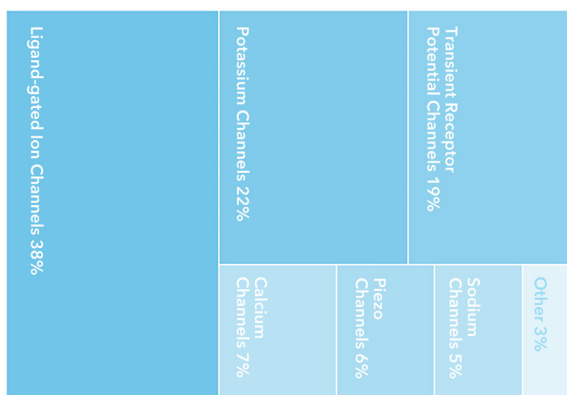 Ligand-gated Ion Channels 38%
Potassium Channels 22%
Transient Receptor
Potential Channels 19%
Calcium
Channels 7%
Piezo
Channels 6%
Sodium
Channels 5%
Other 3%